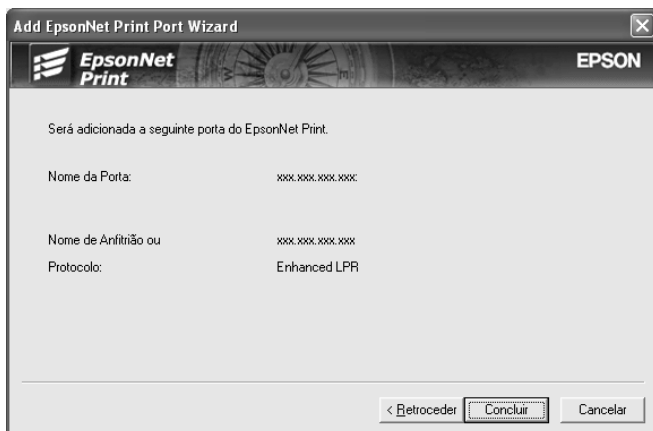 Add EpsonNet Print Port Wizard
EpsonNet
Print
EPSON
Será adicionada a seguinte porta do EpsonNet Print.
Nome da Porta: xxx.xxx.xxx.xxx:
Nome de Anfitrião ou xxx.xxx.xxx.xxx
Protocolo: Enhanced LPR
< Retroceder Concluir Cancelar